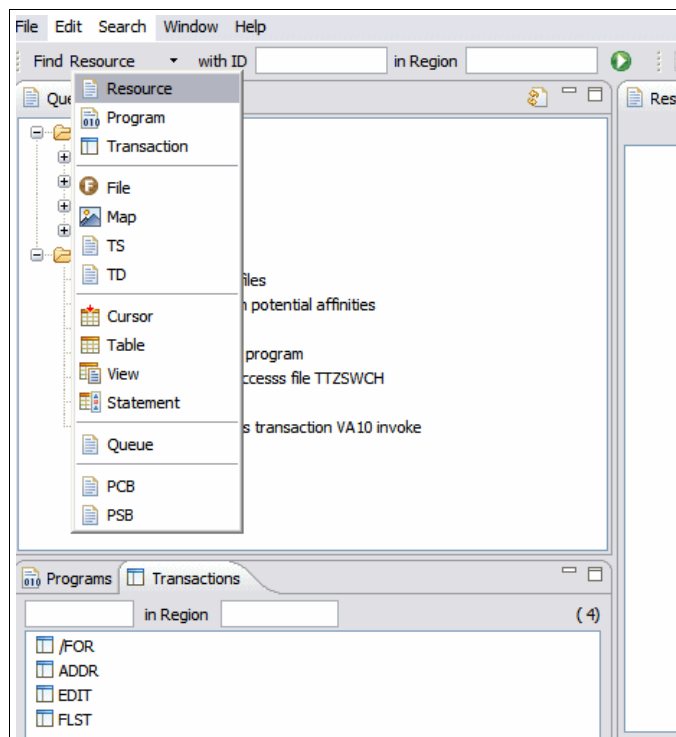 File Edit Search Window Help
Find Resource with ID in Region
Que
Res
Resource
010 Program
Transaction
F File
Map
TS
TD
files
n potential affinities
Cursor
Table
program
View
ccesss file TTZSWCH
Statement
s transaction VA10 invoke
Queue
PCB
PSB
010 Programs Transactions
in Region ( 4)
/FOR
ADDR
EDIT
FLST